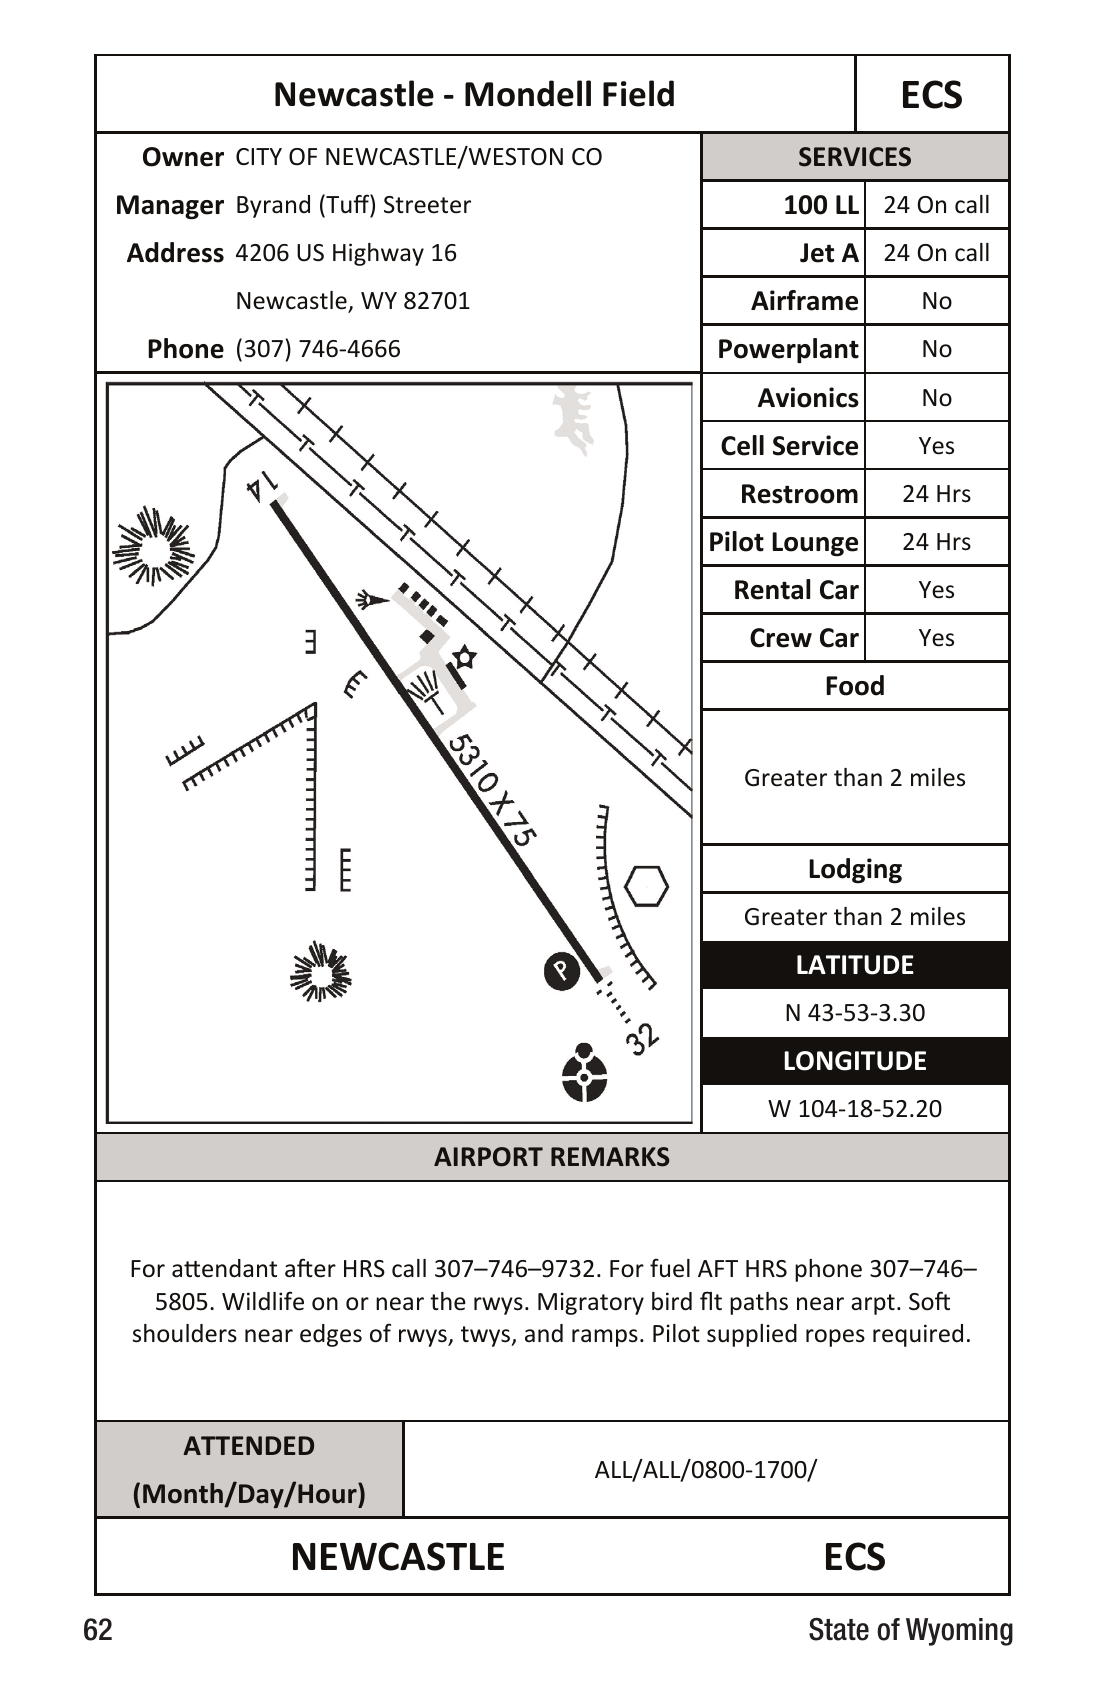 Newcastle - Mondell Field
ECS
Owner CITY OF NEWCASTLE/WESTON CO
Manager Byrand (Tuff) Streeter
Address 4206 US Highway 16
Newcastle, WY 82701
Phone (307) 746-4666
SERVICES
100 LL 24 On call
Jet A 24 On call
Airframe No
Powerplant No
Avionics No
Cell Service Yes
Restroom 24 Hrs
Pilot Lounge 24 Hrs
Rental Car Yes
Crew Car Yes
Food
Greater than 2 miles
Lodging
Greater than 2 miles
LATITUDE
N 43-53-3.30
LONGITUDE
W 104-18-52.20
14
5310 X 75
P
32
AIRPORT REMARKS
For attendant after HRS call 307–746–9732. For fuel AFT HRS phone 307–746–
5805. Wildlife on or near the rwys. Migratory bird flt paths near arpt. Soft
shoulders near edges of rwys, twys, and ramps. Pilot supplied ropes required.
ATTENDED
(Month/Day/Hour)
ALL/ALL/0800-1700/
NEWCASTLE ECS
62 State of Wyoming